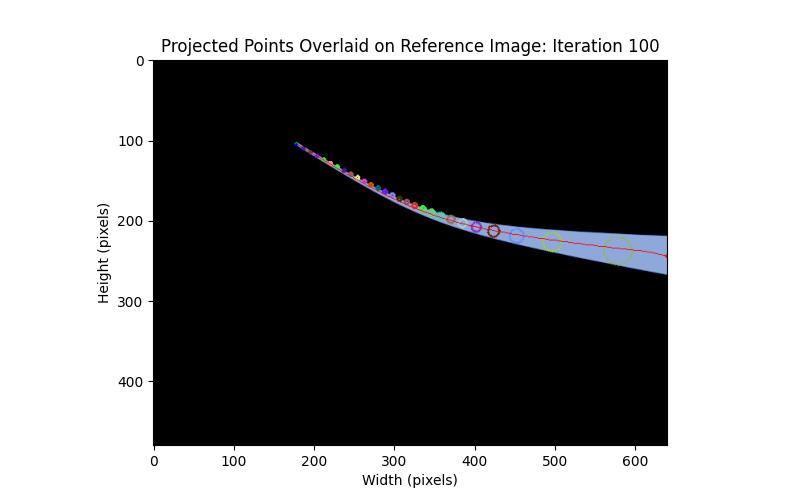 Projected Points Overlaid on Reference Image: Iteration 100
0
100
200
300
400
Height (pixels)
0 100 200 300 400 500 600
Width (pixels)